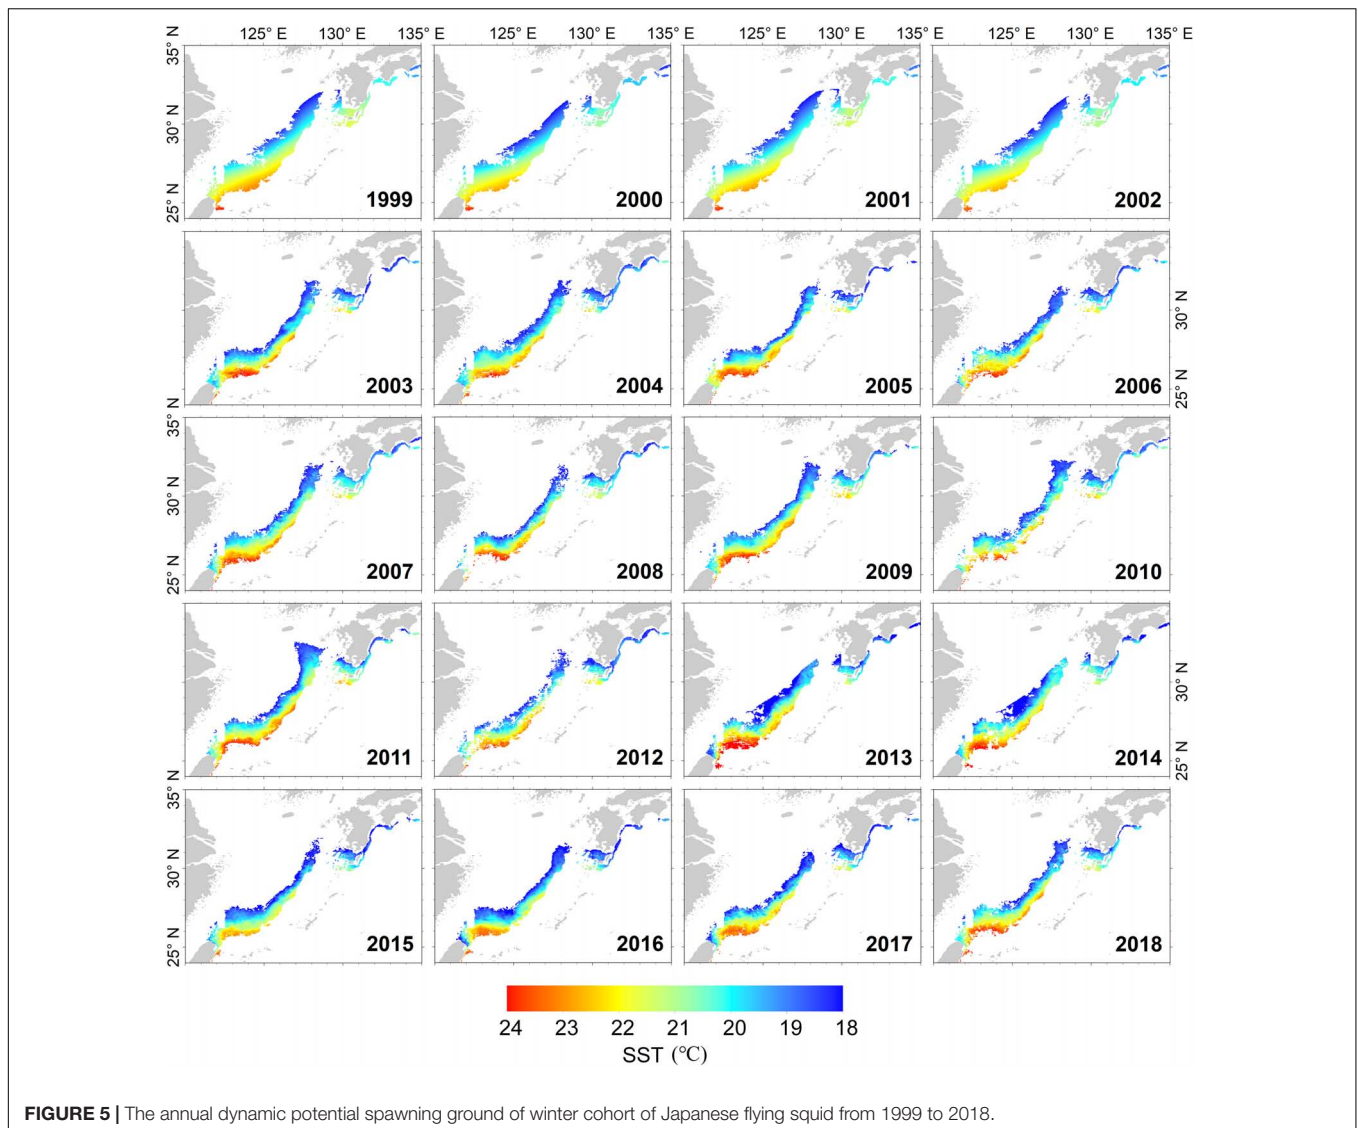 125° E 130° E 135° E 125° E 130° E 135° E 125° E 130° E 135° E 125° E 130° E 135° E
35° N
30° N
25° N
1999 2000 2001 2002
30° N
25° N
N
2003 2004 2005 2006
35° N
30° N
25° N
2007 2008 2009 2010
30° N
25° N
N
2011 2012 2013 2014
35° N
30° N
25° N
2015 2016 2017 2018
24 23 22 21 20 19 18
SST (℃)
FIGURE 5 | The annual dynamic potential spawning ground of winter cohort of Japanese flying squid from 1999 to 2018.